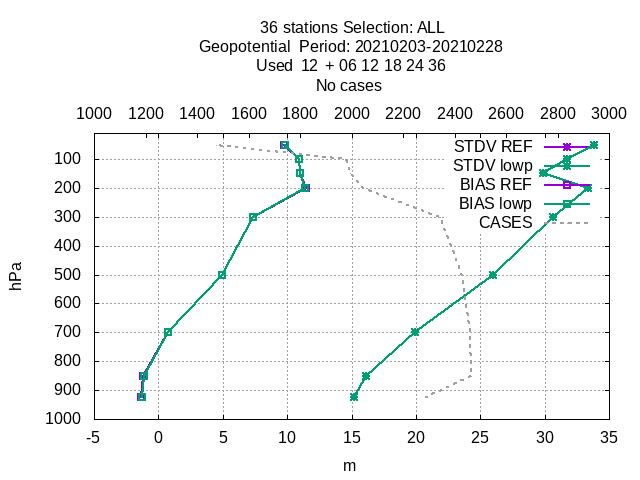 36 stations Selection: ALL
Geopotential  Period: 20210203-20210228
Used  12  + 06 12 18 24 36
No cases
1000 1200 1400 1600 1800 2000 2200 2400 2600 2800 3000
STDV REF
STDV lowp
BIAS REF
BIAS lowp
CASES
100
200
300
400
500
600
700
800
900
1000
hPa
-5 0 5 10 15 20 25 30 35
m